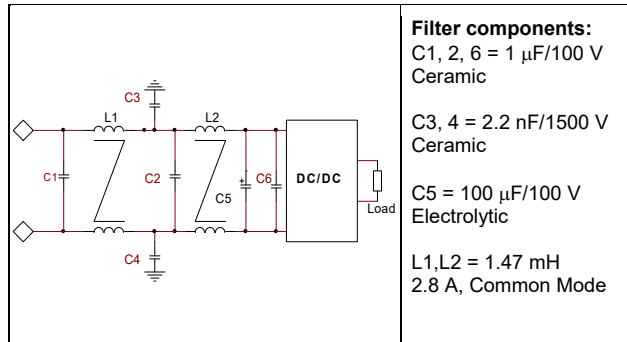 C3
L1
L2
C1
C2
C5
+
C6
DC/DC
Load
C4
Filter components:
C1, 2, 6 = 1 μF/100 V
Ceramic
C3, 4 = 2.2 nF/1500 V
Ceramic
C5 = 100 μF/100 V
Electrolytic
L1,L2 = 1.47 mH
2.8 A, Common Mode